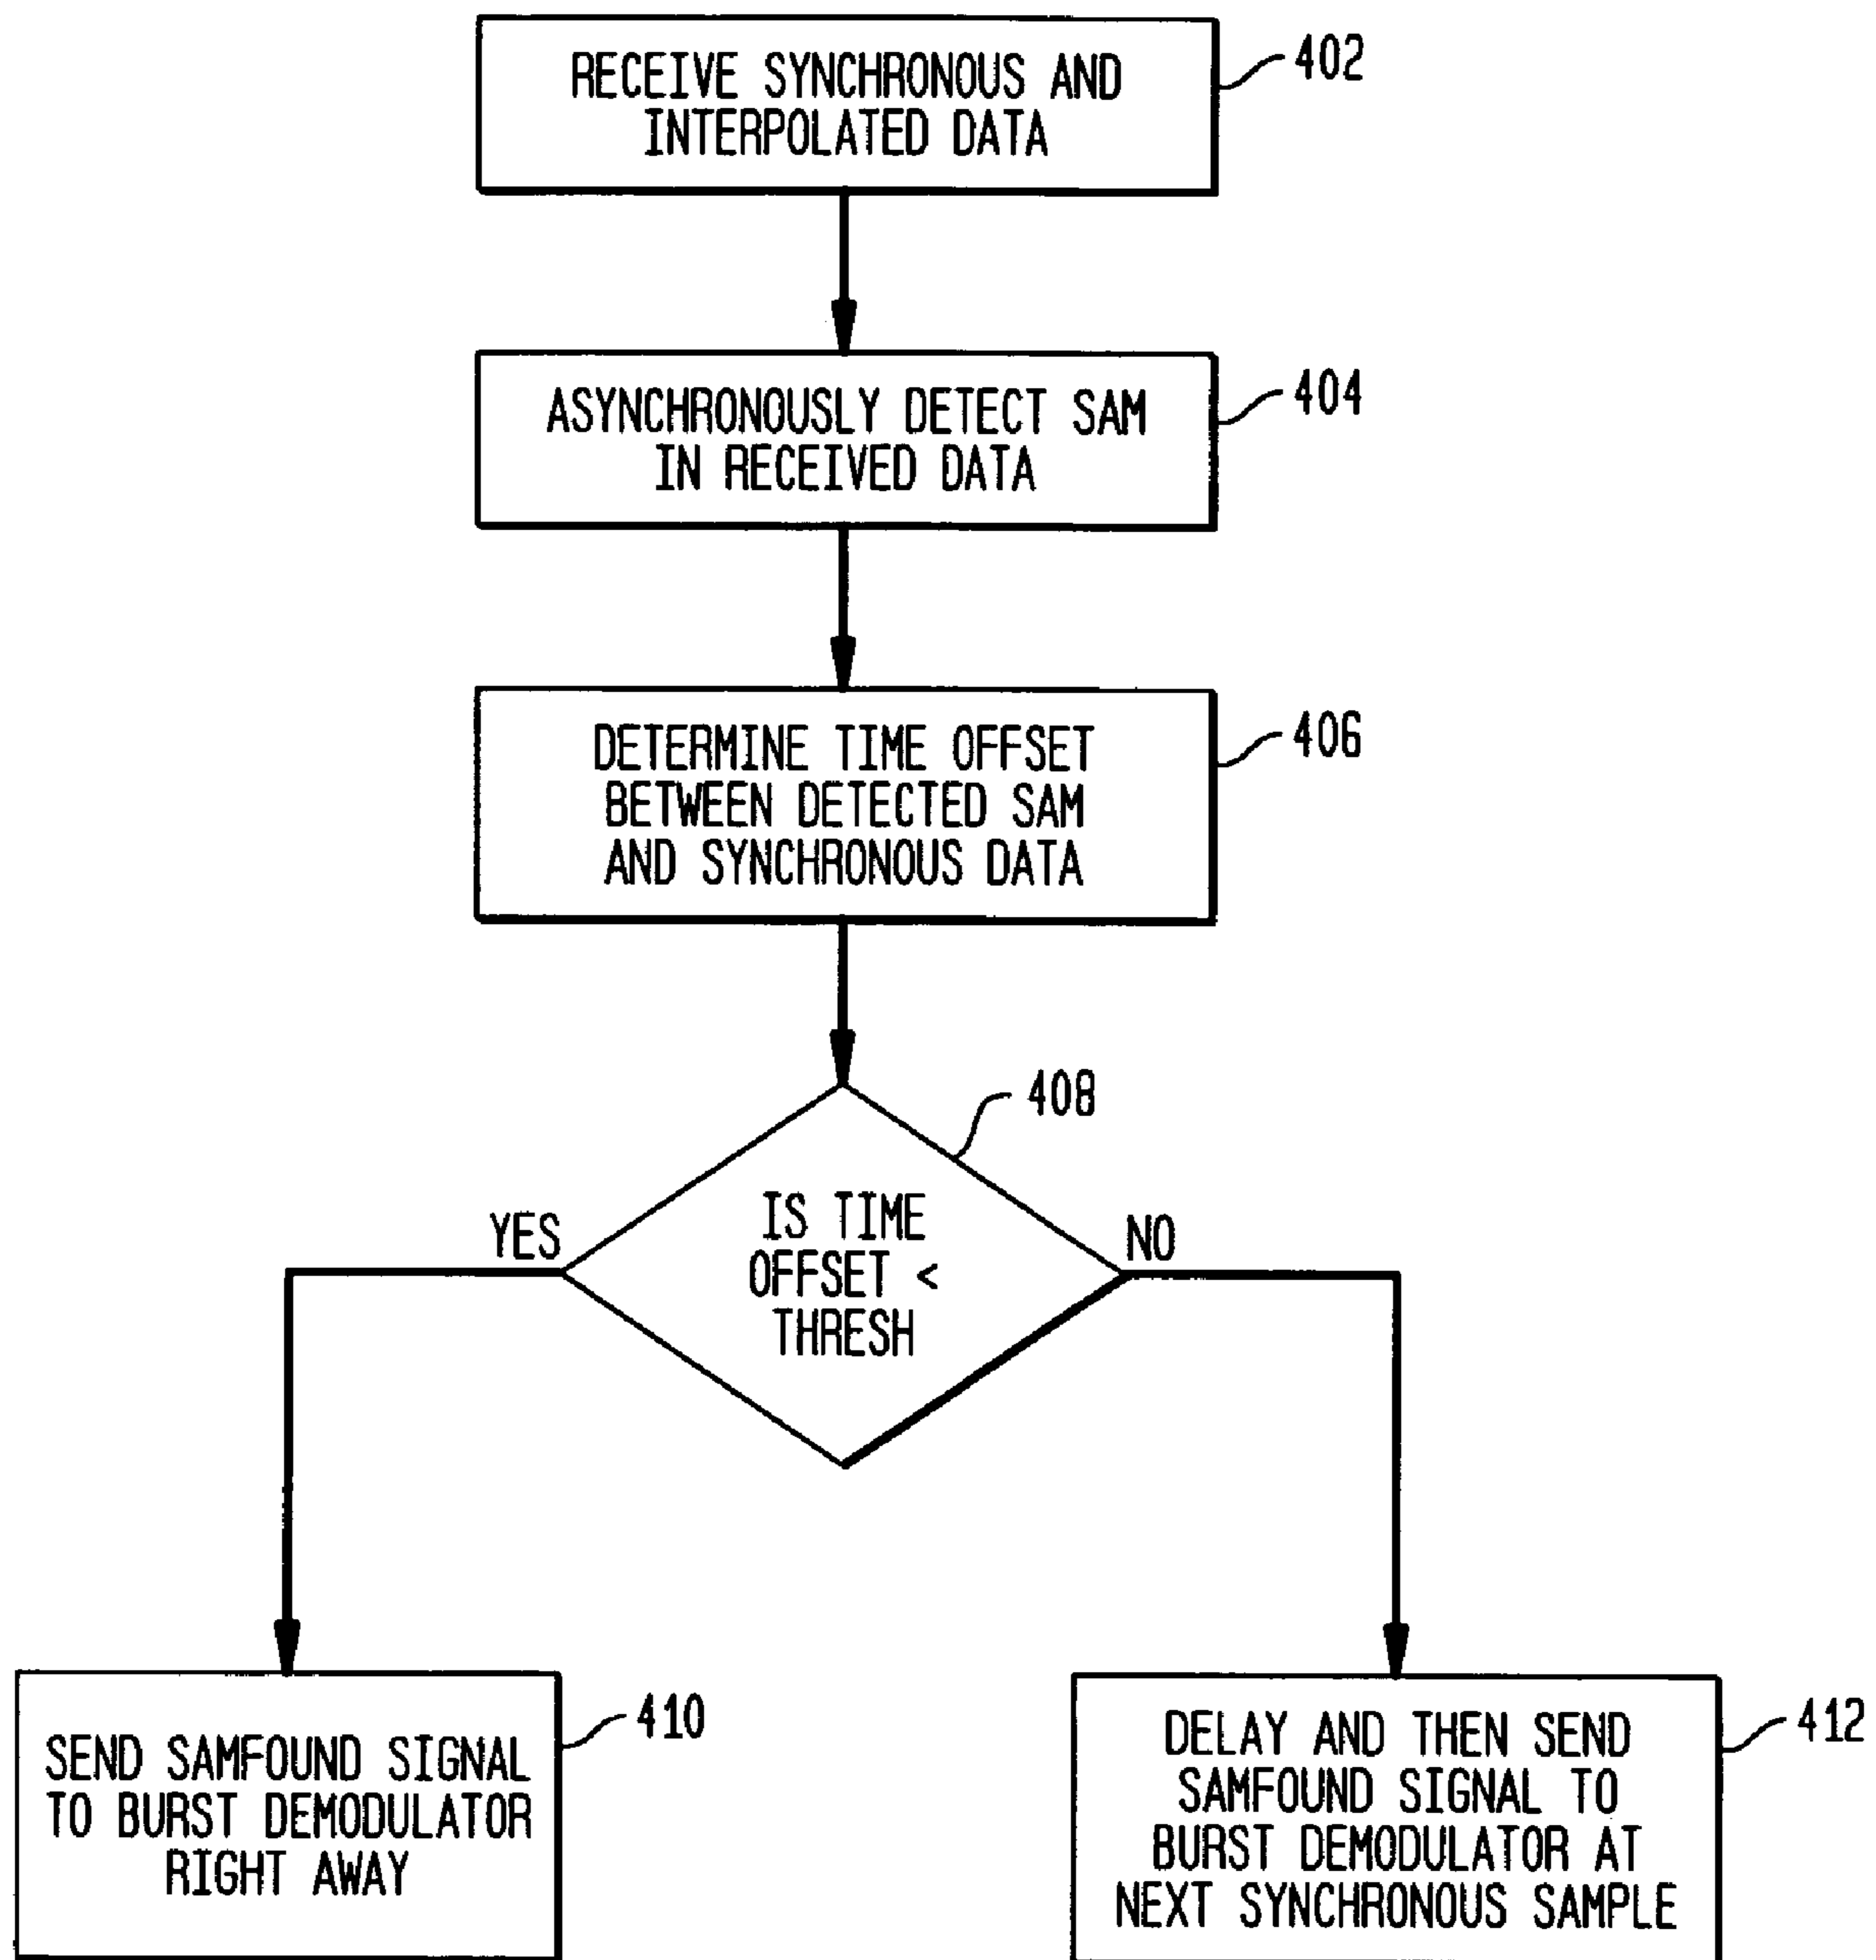 RECEIVE SYNCHRONOUS AND
INTERPOLATED DATA
402
ASYNCHRONOUSLY DETECT SAM
IN RECEIVED DATA
404
DETERMINE TIME OFFSET
BETWEEN DETECTED SAM
AND SYNCHRONOUS DATA
406
408
IS TIME
OFFSET <
THRESH
YES
NO
SEND SAMFOUND SIGNAL
TO BURST DEMODULATOR
RIGHT AWAY
410
DELAY AND THEN SEND
SAMFOUND SIGNAL TO
BURST DEMODULATOR AT
NEXT SYNCHRONOUS SAMPLE
412